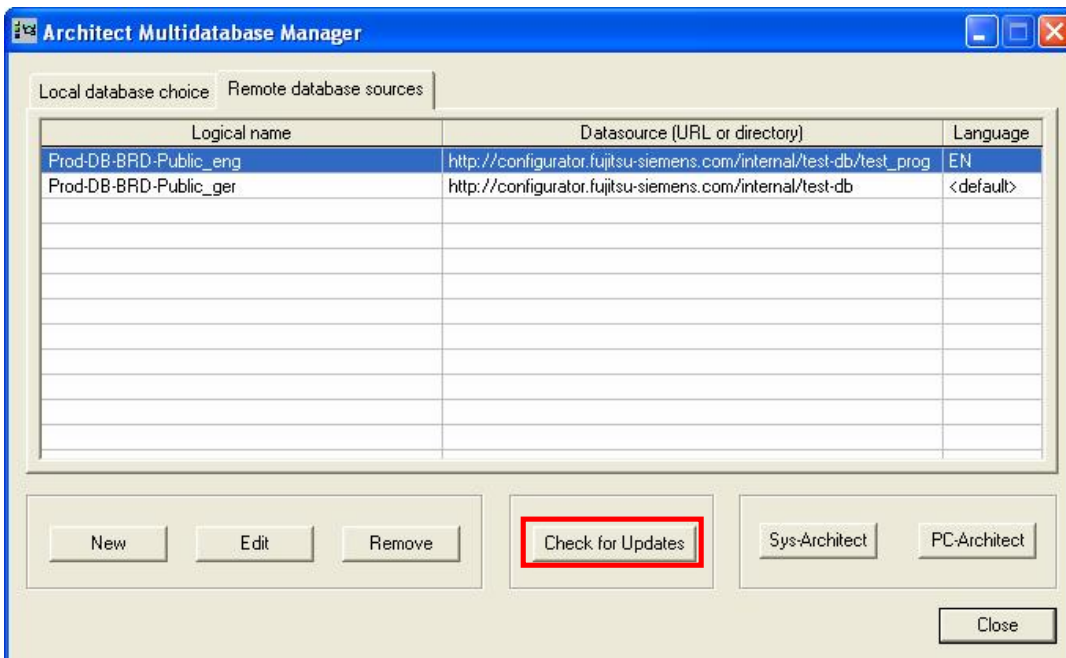 Architect Multidatabase Manager
Local database choice Remote database sources
Logical name Datasource (URL or directory) Language
Prod-DB-BRD-Public_eng http://configurator.fujitsu-siemens.com/internal/test-db/test_prog EN
Prod-DB-BRD-Public_ger http://configurator.fujitsu-siemens.com/internal/test-db <default>
New Edit Remove Check for Updates Sys-Architect PC-Architect
Close